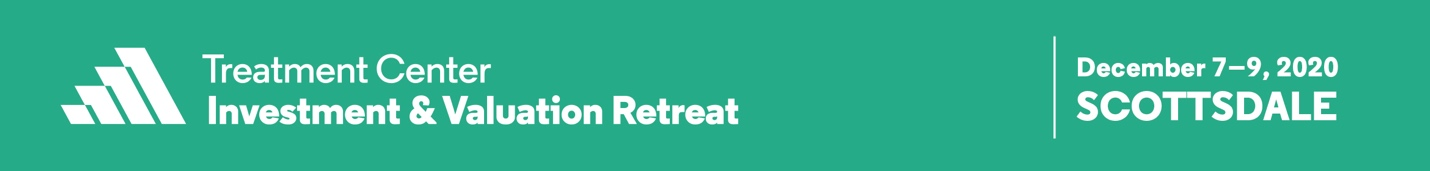 Treatment Center
Investment & Valuation Retreat
December 7–9, 2020
SCOTTSDALE